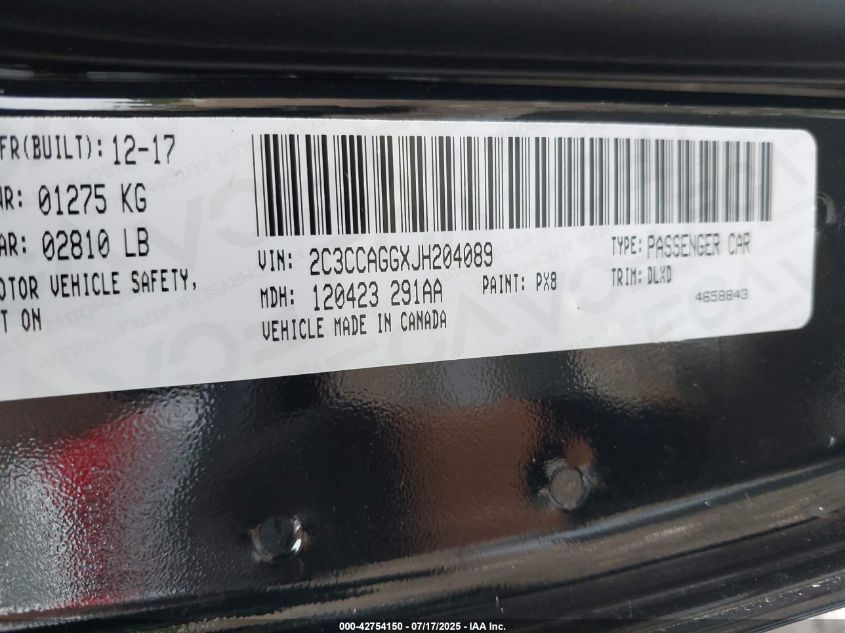 FR(BUILT): 12-17
WR: 01275 KG
AR: 02810 LB
OTOR VEHICLE SAFETY,
T ON
VIN: 2C3CCAGGXJH204089
TYPE: PASSENGER CAR
MDH: 120423 291AA
PAINT: PX8
TRIM: DLXD
4658843
VEHICLE MADE IN CANADA
000-42754150 - 07/17/2025 - IAA Inc.